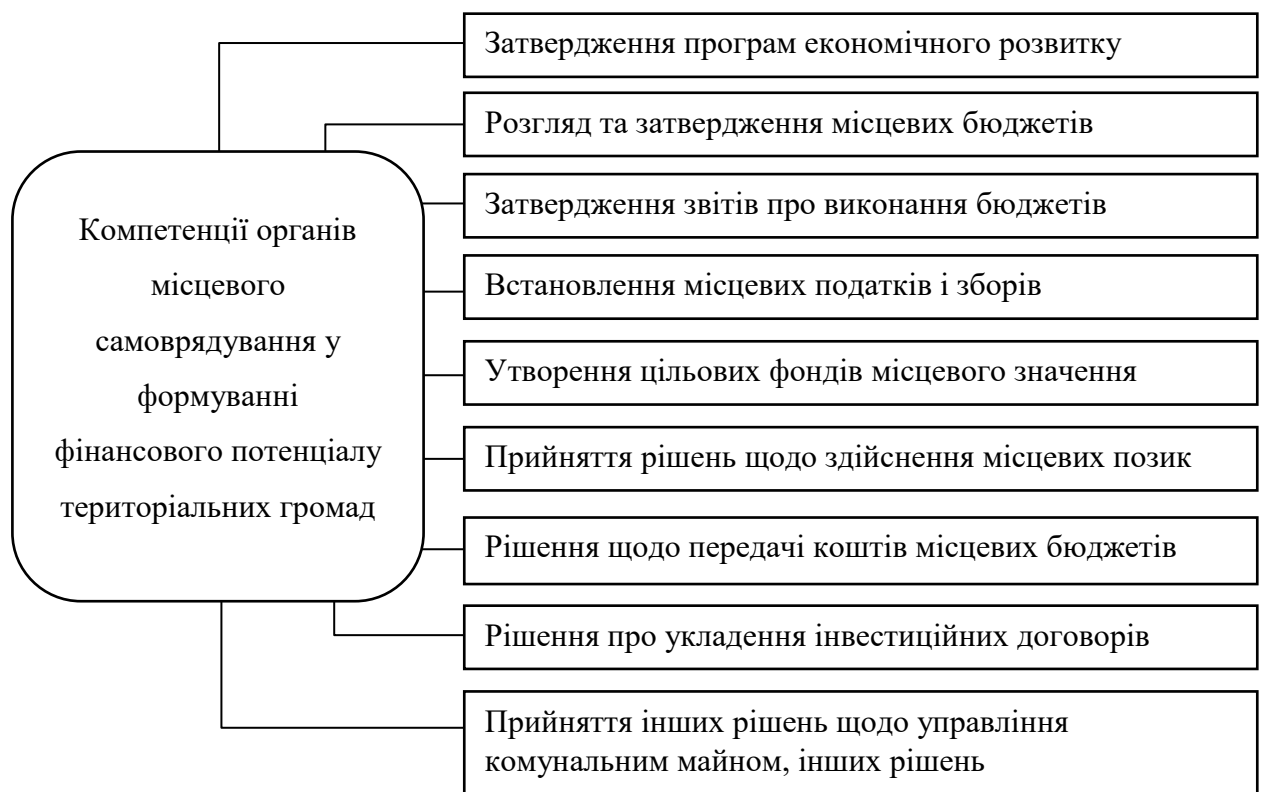 Затвердження програм економічного розвитку
Розгляд та затвердження місцевих бюджетів
Затвердження звітів про виконання бюджетів
Компетенції органів
місцевого
самоврядування у
формуванні
фінансового потенціалу
територіальних громад
Встановлення місцевих податків і зборів
Утворення цільових фондів місцевого значення
Прийняття рішень щодо здійснення місцевих позик
Рішення щодо передачі коштів місцевих бюджетів
Рішення про укладення інвестиційних договорів
Прийняття інших рішень щодо управління
комунальним майном, інших рішень